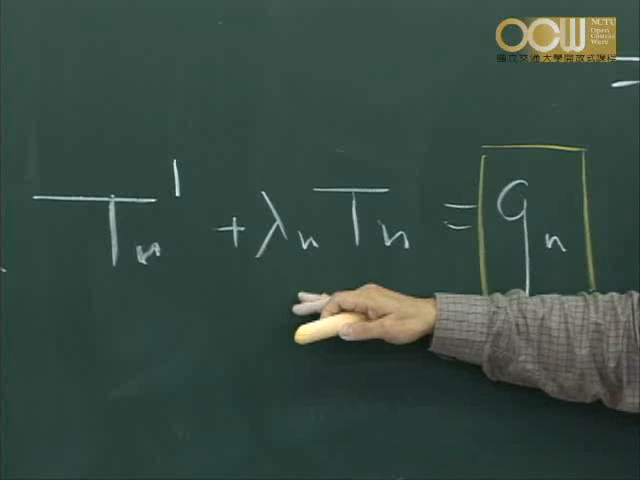 OCW NCTU Open Course Ware
國立交通大學開放式課程
Tₙ' + λₙ Tₙ = qₙ